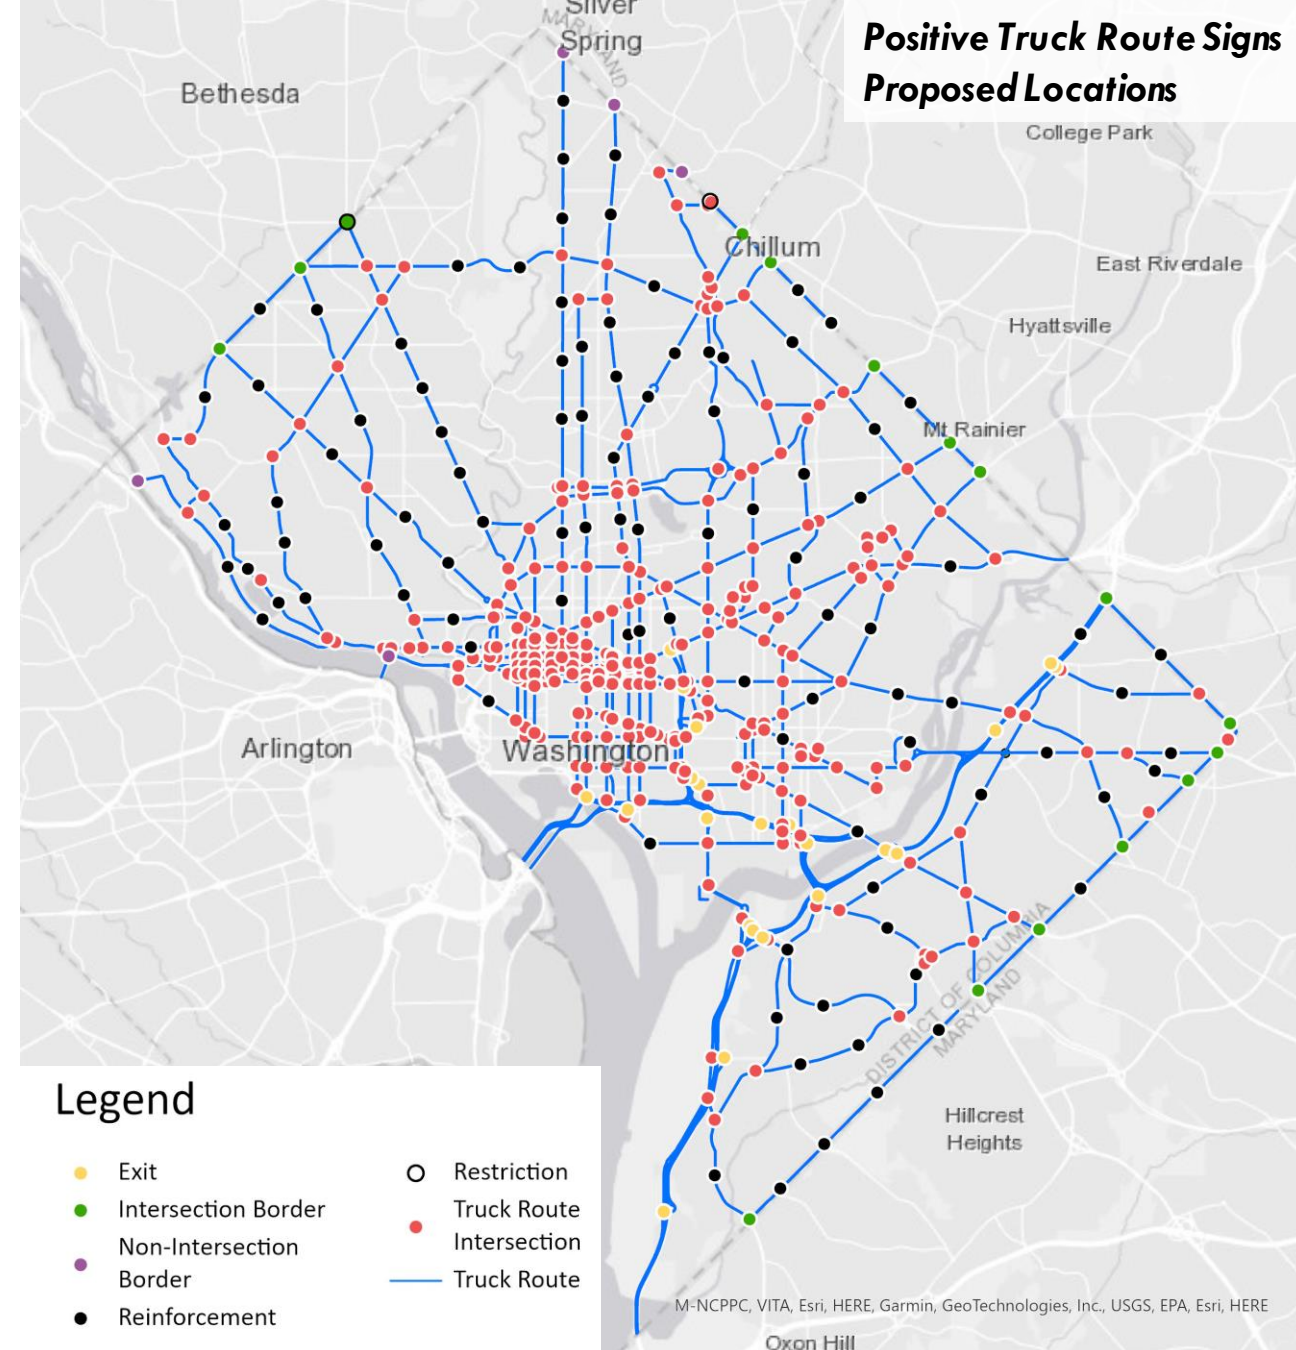 Silver
Spring
MARYLAND
Positive Truck Route Signs
Proposed Locations
Bethesda
College Park
Chillum
East Riverdale
Hyattsville
Mt Rainier
Arlington
Washington
DISTRICT OF COLUMBIA
MARYLAND
Hillcrest
Heights
Legend
Exit
Intersection Border
Non-Intersection
Border
Reinforcement
Restriction
Truck Route
Intersection
Truck Route
M-NCPPC, VITA, Esri, HERE, Garmin, GeoTechnologies, Inc., USGS, EPA, Esri, HERE
Oxon Hill